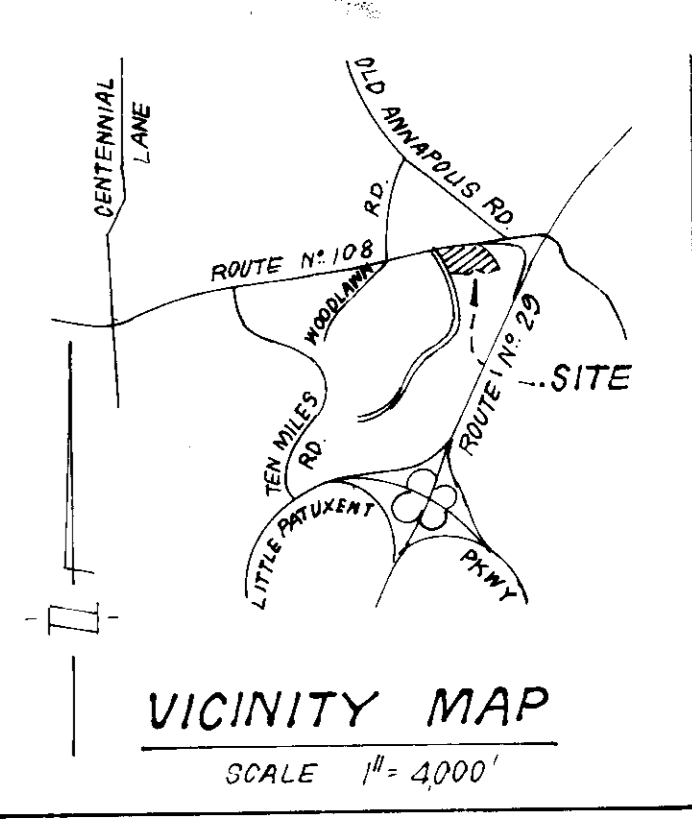 CENTENNIAL
LANE
OLD ANNAPOLIS RD.
RD.
WOODLAWN
ROUTE Nº 108
ROUTE Nº 29
SITE
TEN MILES
RD.
LITTLE PATUXENT
PKWY
N
VICINITY MAP
SCALE 1"= 4,000'